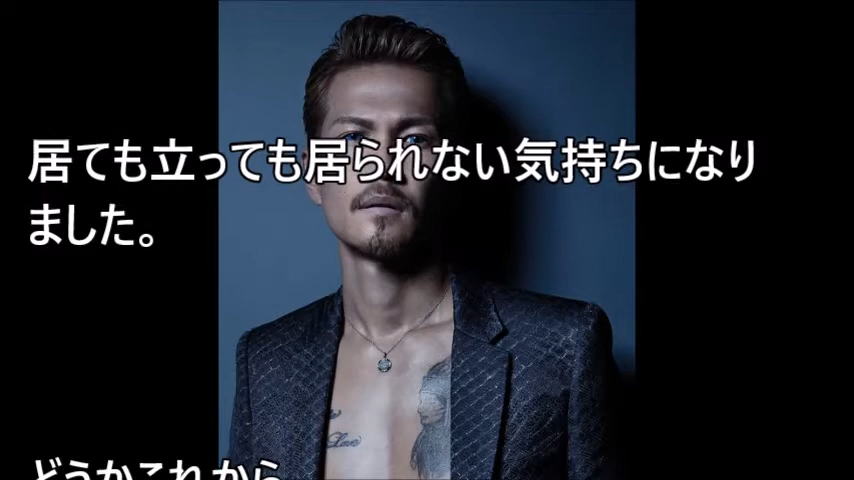 居ても立っても居られない気持ちになり
ました。
どうかこれから
Love